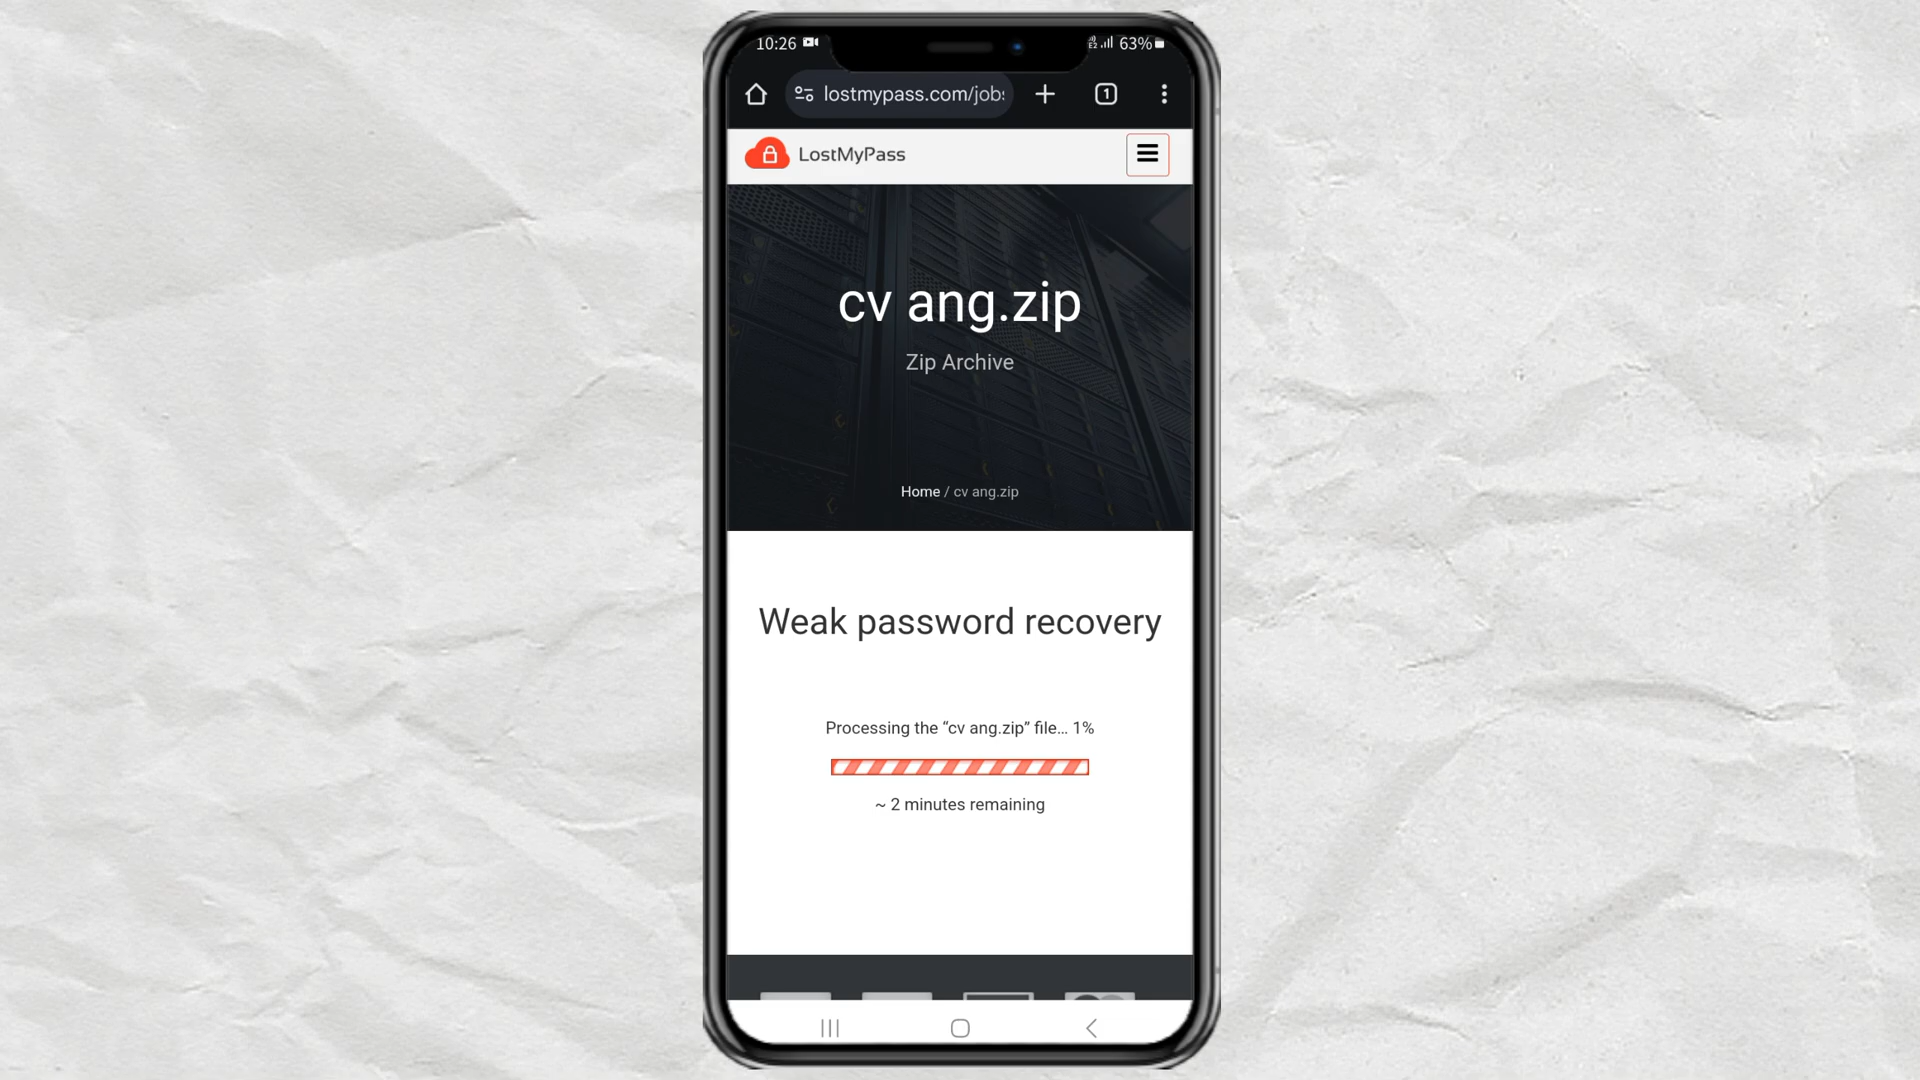 10:26 63%
lostmypass.com/jobs
1
LostMyPass
cv ang.zip
Zip Archive
Home / cv ang.zip
Weak password recovery
Processing the “cv ang.zip” file... 1%
~ 2 minutes remaining